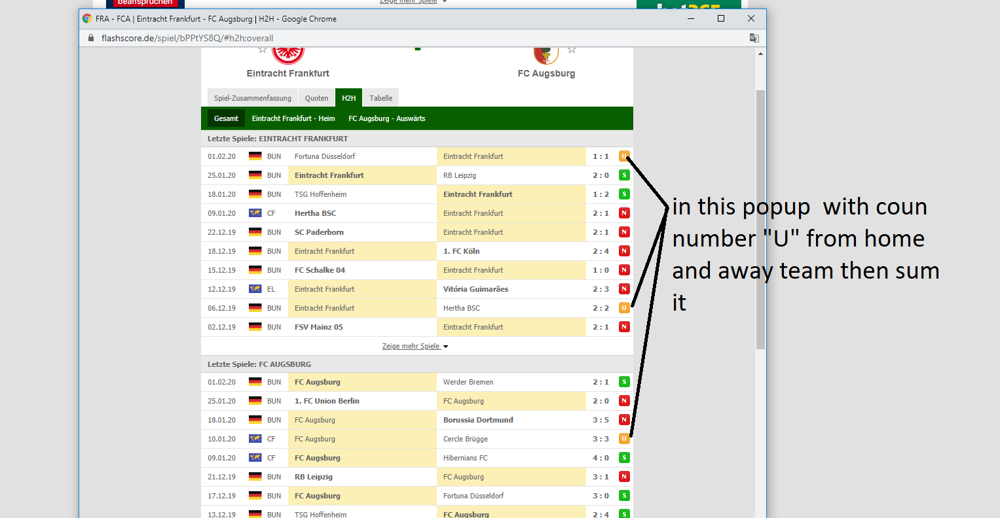 beanspruchen
Zeige mehr Spiele
bet365
FRA - FCA | Eintracht Frankfurt - FC Augsburg | H2H - Google Chrome
flashscore.de/spiel/bPPtYS8Q/#h2h;overall
Eintracht Frankfurt FC Augsburg
Spiel-Zusammenfassung Quoten H2H Tabelle
Gesamt Eintracht Frankfurt - Heim FC Augsburg - Auswärts
Letzte Spiele: EINTRACHT FRANKFURT
01.02.20 BUN Fortuna Düsseldorf Eintracht Frankfurt 1 : 1 U
25.01.20 BUN Eintracht Frankfurt RB Leipzig 2 : 0 S
18.01.20 BUN TSG Hoffenheim Eintracht Frankfurt 1 : 2 S
09.01.20 CF Hertha BSC Eintracht Frankfurt 2 : 1 N
22.12.19 BUN SC Paderborn Eintracht Frankfurt 2 : 1 N
18.12.19 BUN Eintracht Frankfurt 1. FC Köln 2 : 4 N
15.12.19 BUN FC Schalke 04 Eintracht Frankfurt 1 : 0 N
12.12.19 EL Eintracht Frankfurt Vitória Guimarães 2 : 3 N
06.12.19 BUN Eintracht Frankfurt Hertha BSC 2 : 2 U
02.12.19 BUN FSV Mainz 05 Eintracht Frankfurt 2 : 1 N
Zeige mehr Spiele
Letzte Spiele: FC AUGSBURG
01.02.20 BUN FC Augsburg Werder Bremen 2 : 1 S
25.01.20 BUN 1. FC Union Berlin FC Augsburg 2 : 0 N
18.01.20 BUN FC Augsburg Borussia Dortmund 3 : 5 N
10.01.20 CF FC Augsburg Cercle Brügge 3 : 3 U
09.01.20 CF FC Augsburg Hibernians FC 4 : 0 S
21.12.19 BUN RB Leipzig FC Augsburg 3 : 1 N
17.12.19 BUN FC Augsburg Fortuna Düsseldorf 3 : 0 S
13.12.19 BUN TSG Hoffenheim FC Augsburg 2 : 4 S
in this popup with coun
number "U" from home
and away team then sum
it